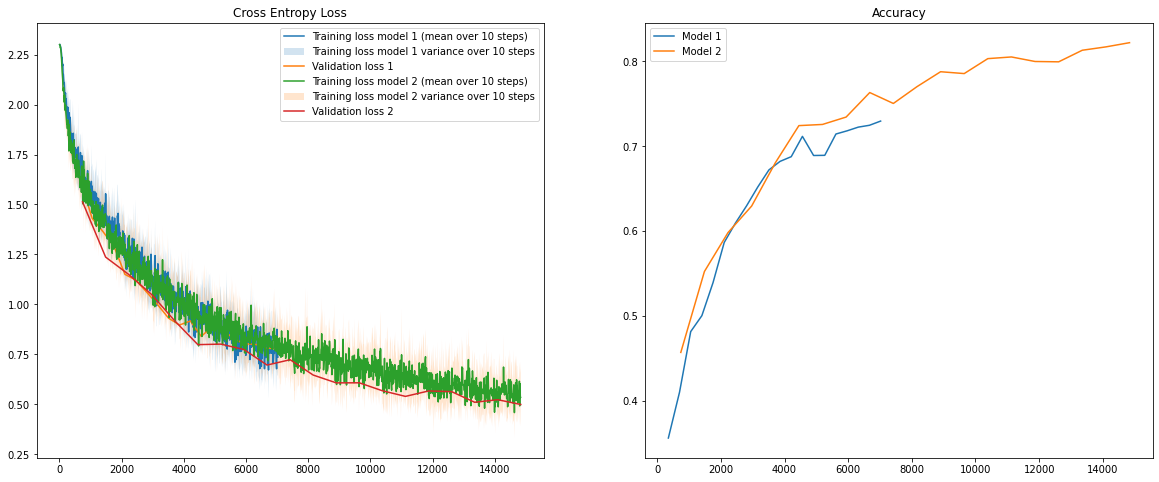 Cross Entropy Loss
Training loss model 1 (mean over 10 steps)
Training loss model 1 variance over 10 steps
Validation loss 1
Training loss model 2 (mean over 10 steps)
Training loss model 2 variance over 10 steps
Validation loss 2
2.25
2.00
1.75
1.50
1.25
1.00
0.75
0.50
0.25
0 2000 4000 6000 8000 10000 12000 14000
Accuracy
Model 1
Model 2
0.8
0.7
0.6
0.5
0.4
0 2000 4000 6000 8000 10000 12000 14000